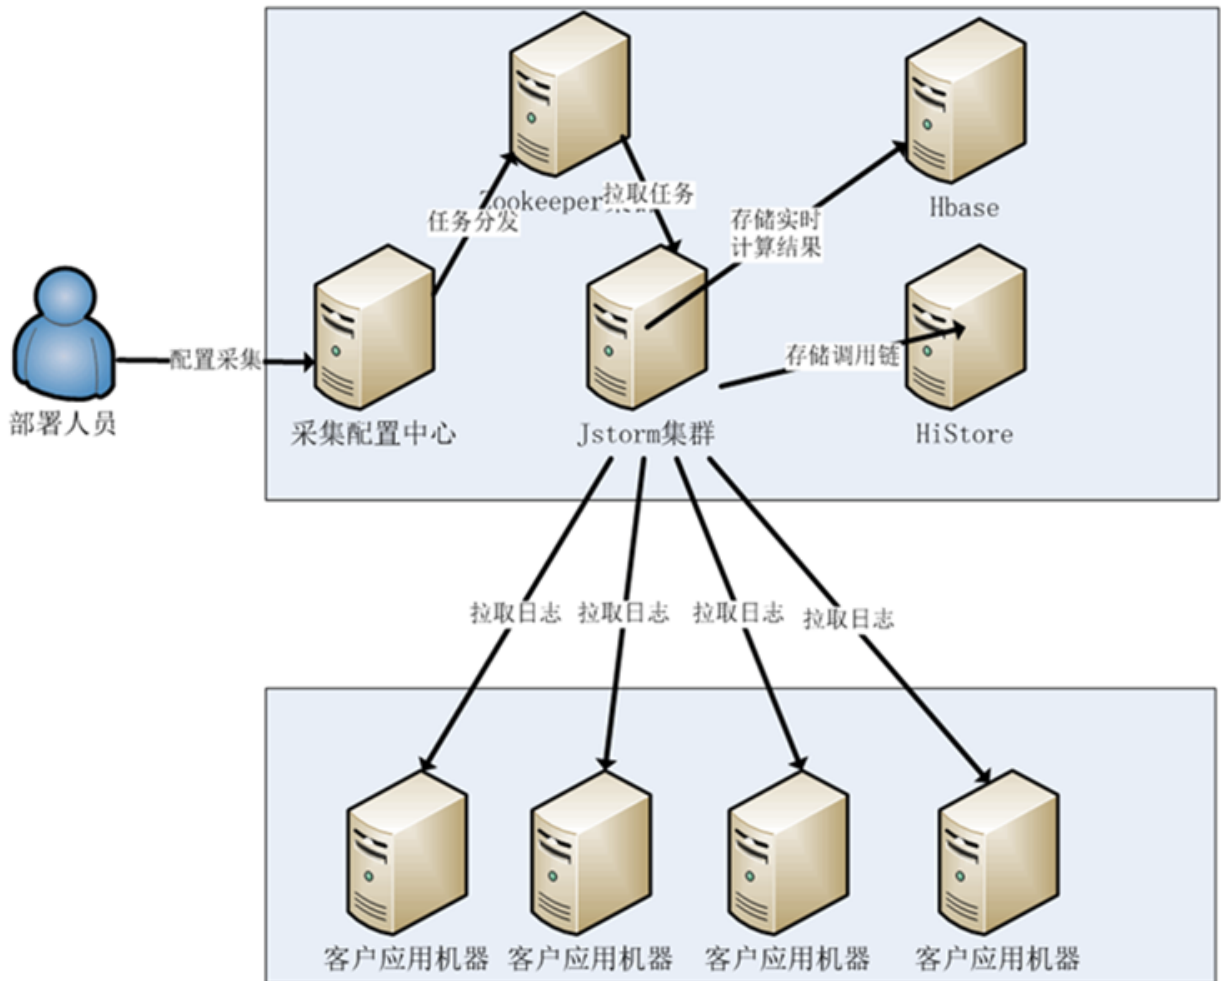 Zookeeper
拉取任务
任务分发
存储实时
计算结果
Hbase
配置采集
存储调用链
部署人员
采集配置中心
Jstorm集群
HiStore
拉取日志
拉取日志
拉取日志
拉取日志
客户应用机器
客户应用机器
客户应用机器
客户应用机器